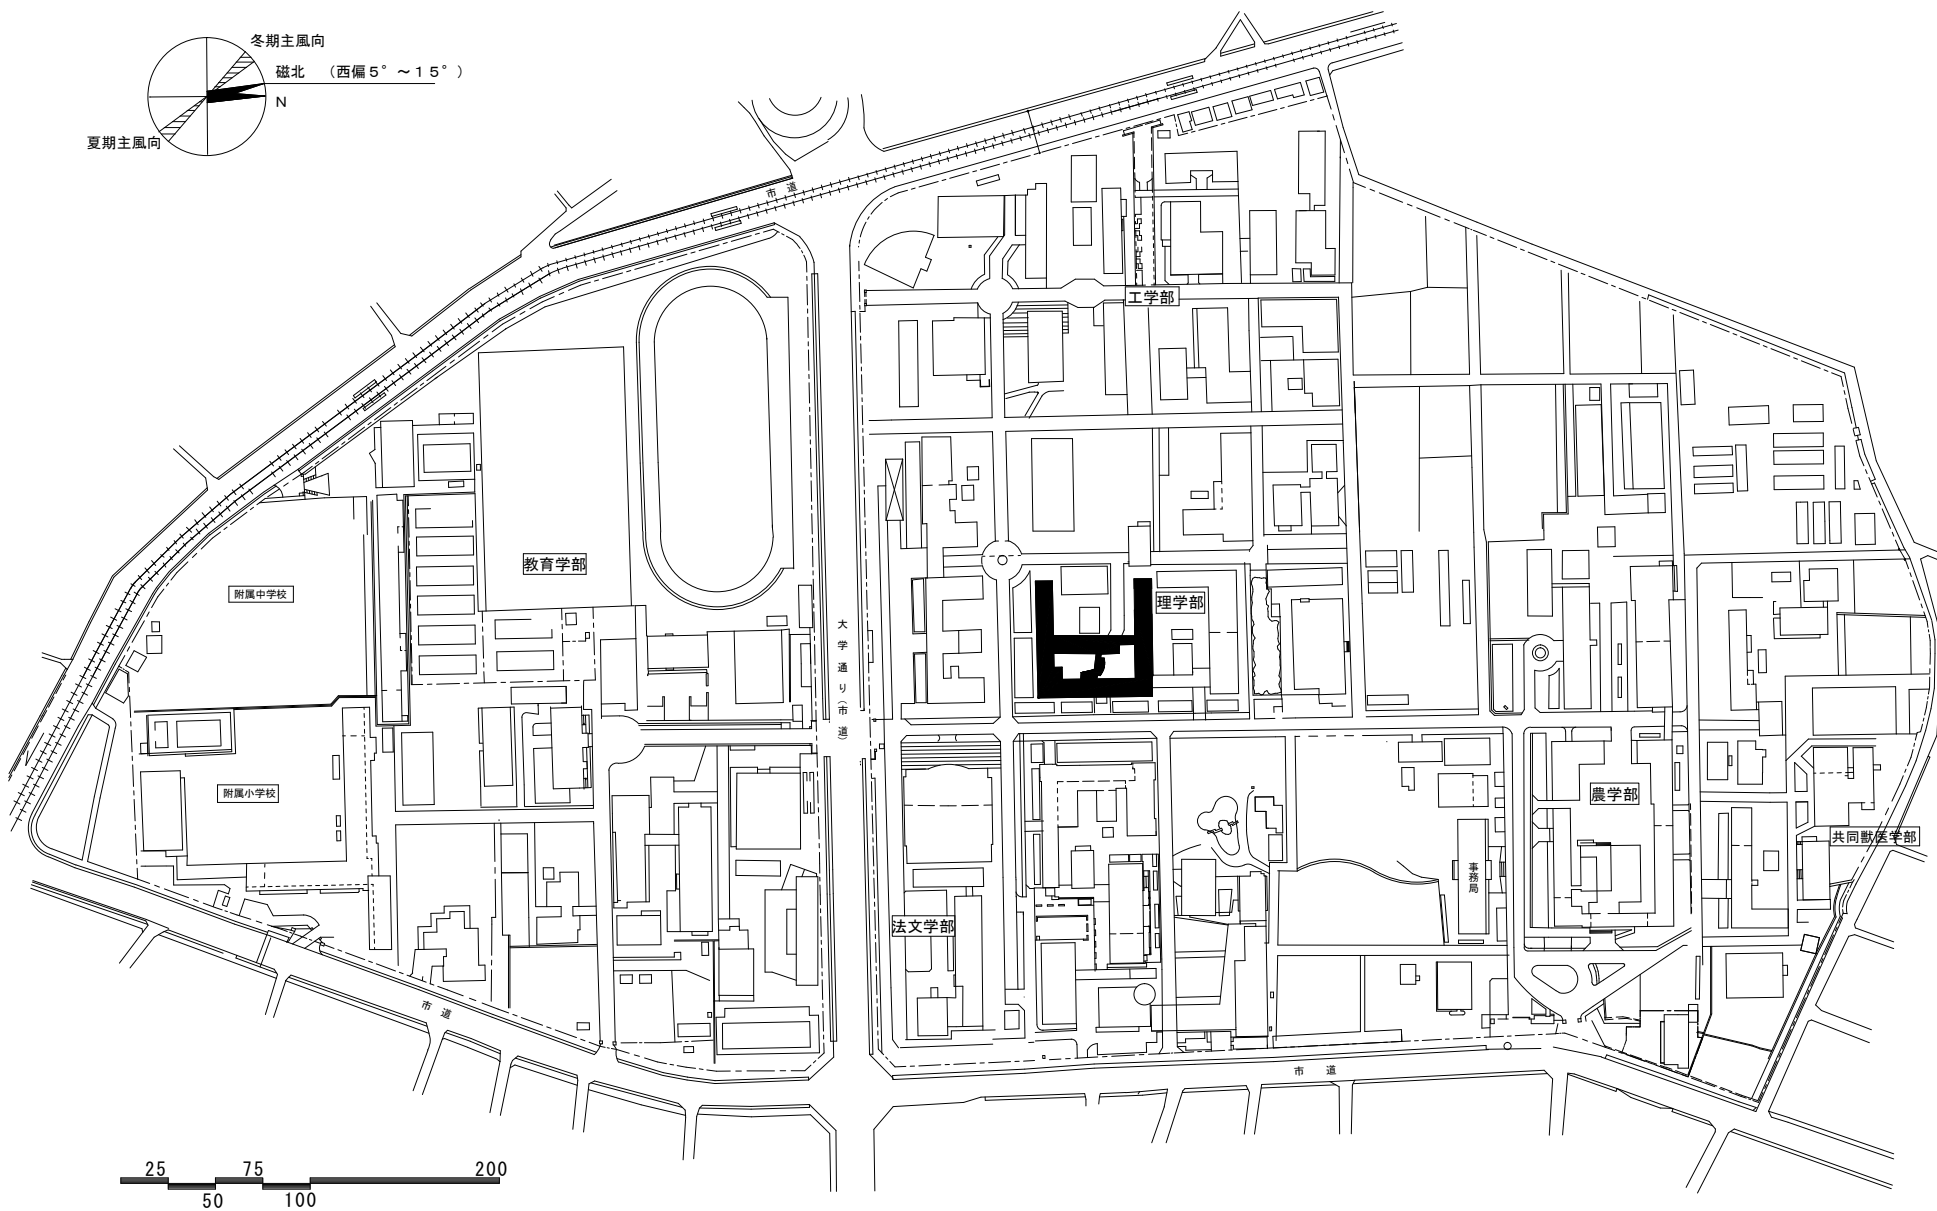 冬期主風向
磁北 （西偏５°～１５°）
N
夏期主風向
市 道
工学部
教育学部
附属中学校
理学部
大学通り（市道）
附属小学校
農学部
共同獣医学部
事務局
法文学部
市 道
市 道
25 75 200
50 100